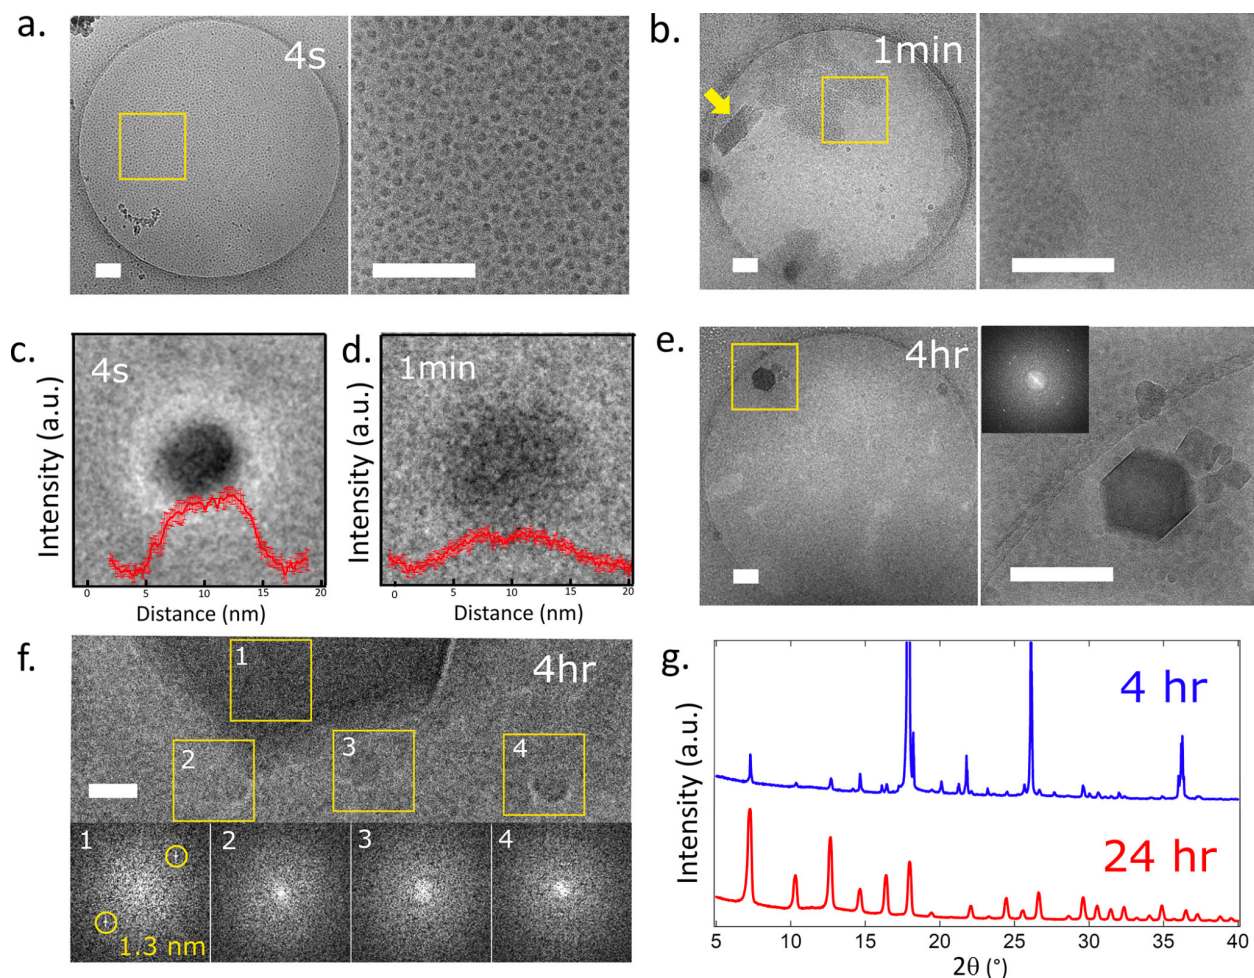 a.
4s
b.
1min
c.
4s
Intensity (a.u.)
0 5 10 15 20
Distance (nm)
d.
1min
Intensity (a.u.)
0 5 10 15 20
Distance (nm)
e.
4hr
f.
1
4hr
2
3
4
1
2
3
4
1.3 nm
g.
4 hr
24 hr
Intensity (a.u.)
5 10 15 20 25 30 35 40
2θ (°)